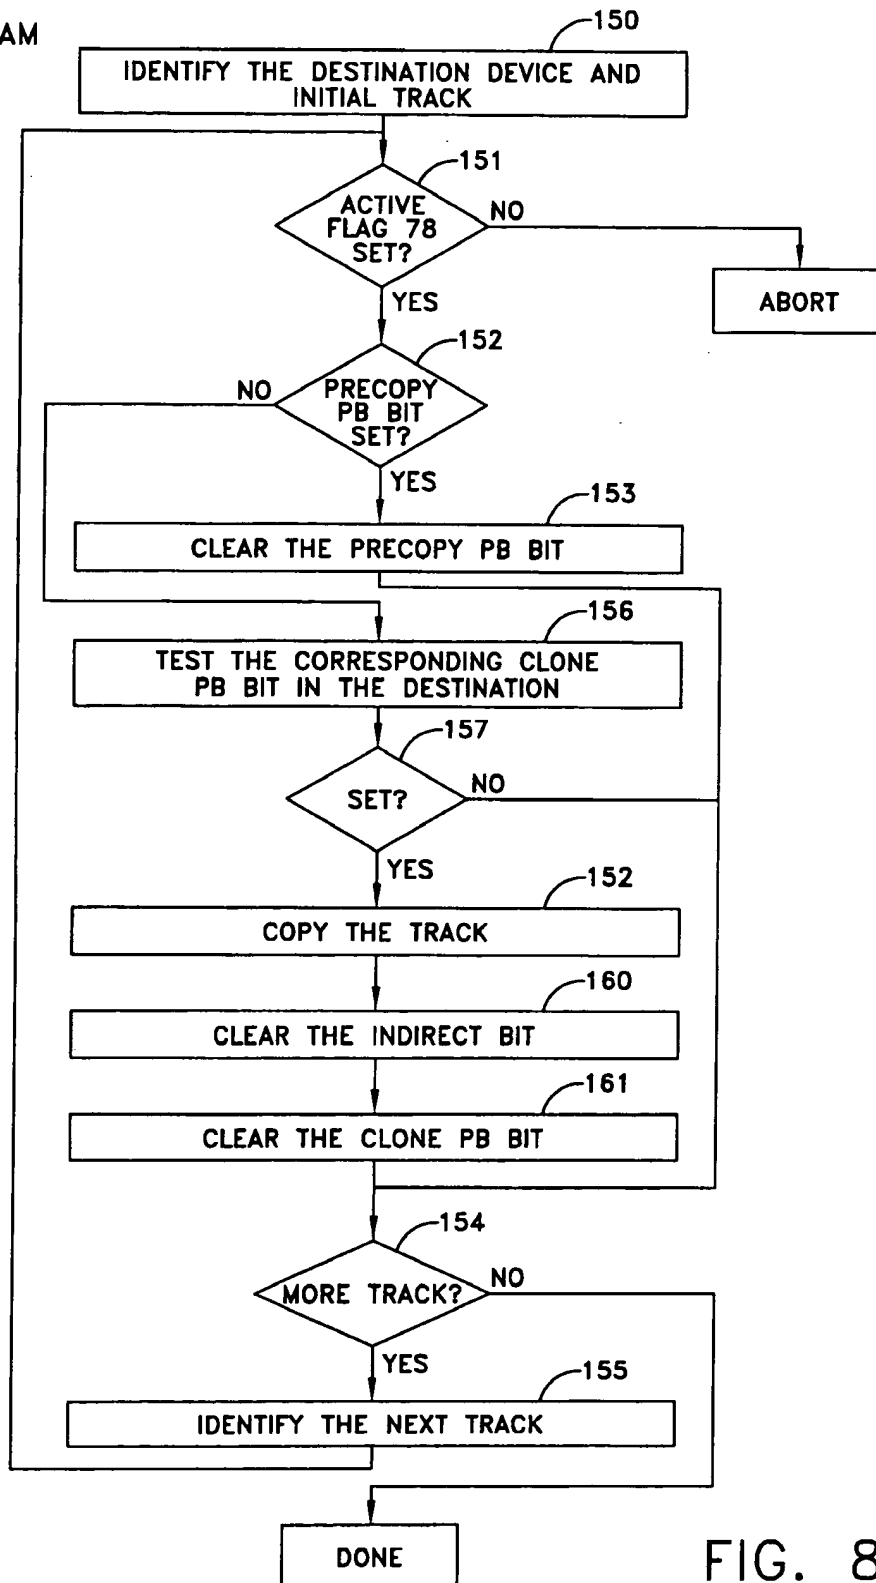 AM
150
IDENTIFY THE DESTINATION DEVICE AND
INITIAL TRACK
151
ACTIVE
FLAG 78
SET?
NO
ABORT
YES
152
NO
PRECOPY
PB BIT
SET?
YES
153
CLEAR THE PRECOPY PB BIT
156
TEST THE CORRESPONDING CLONE
PB BIT IN THE DESTINATION
157
SET?
NO
YES
152
COPY THE TRACK
160
CLEAR THE INDIRECT BIT
161
CLEAR THE CLONE PB BIT
154
MORE TRACK?
NO
YES
155
IDENTIFY THE NEXT TRACK
DONE
FIG. 8